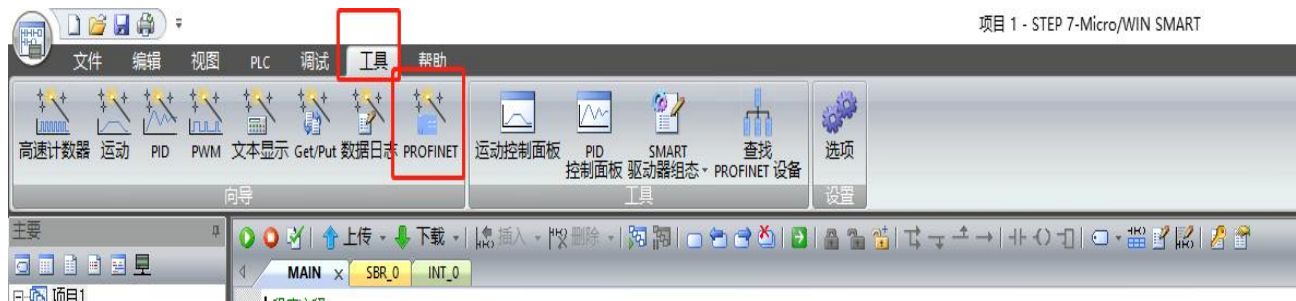 项目 1 - STEP 7-Micro/WIN SMART
文件 编辑 视图 PLC 调试 工具 帮助
高速计数器 运动 PID PWM 文本显示 Get/Put 数据日志 PROFINET 运动控制面板 PID 控制面板 SMART 驱动器组态 查找 PROFINET 设备 选项
向导 工具 设置
主要 上传 下载 插入 删除
MAIN x SBR_0 INT_0
项目1